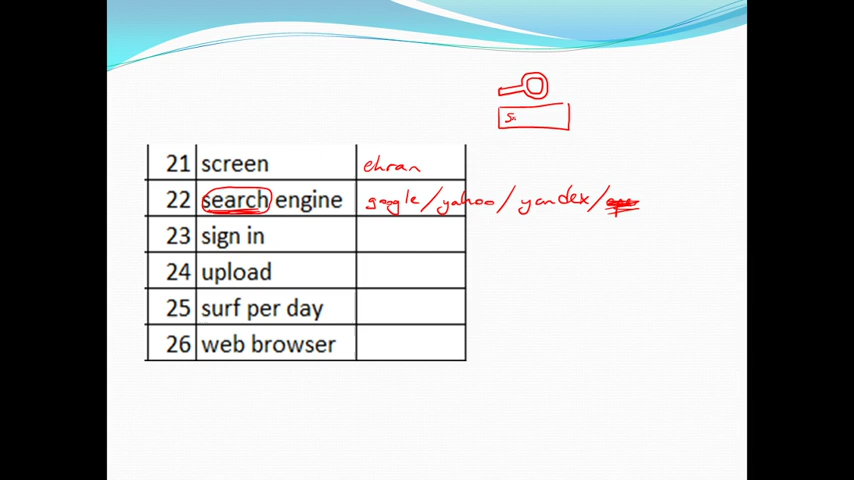 21 screen ekran
22 search engine google / yahoo / yandex /
23 sign in
24 upload
25 surf per day
26 web browser